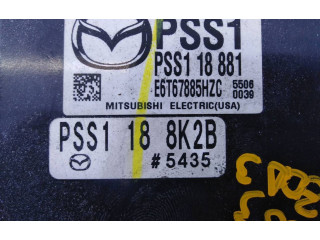 PSS1
PSS1 18 881
E6T67885HZC
5506
0039
MITSUBISHI ELECTRIC(USA)
PSS1 18 8K2B
#5435